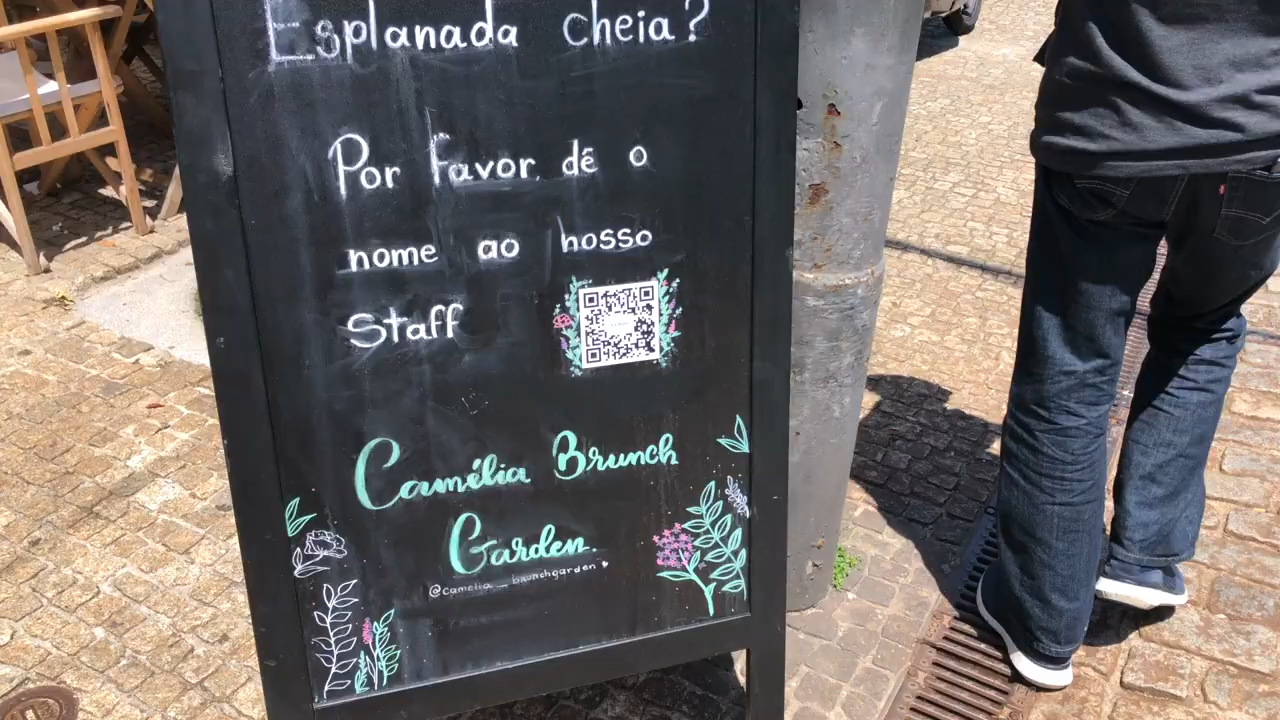 Esplanada cheia?
Por favor, dê o
nome ao nosso
Staff
Camélia Brunch
Garden.
@camelia_brunchgarden